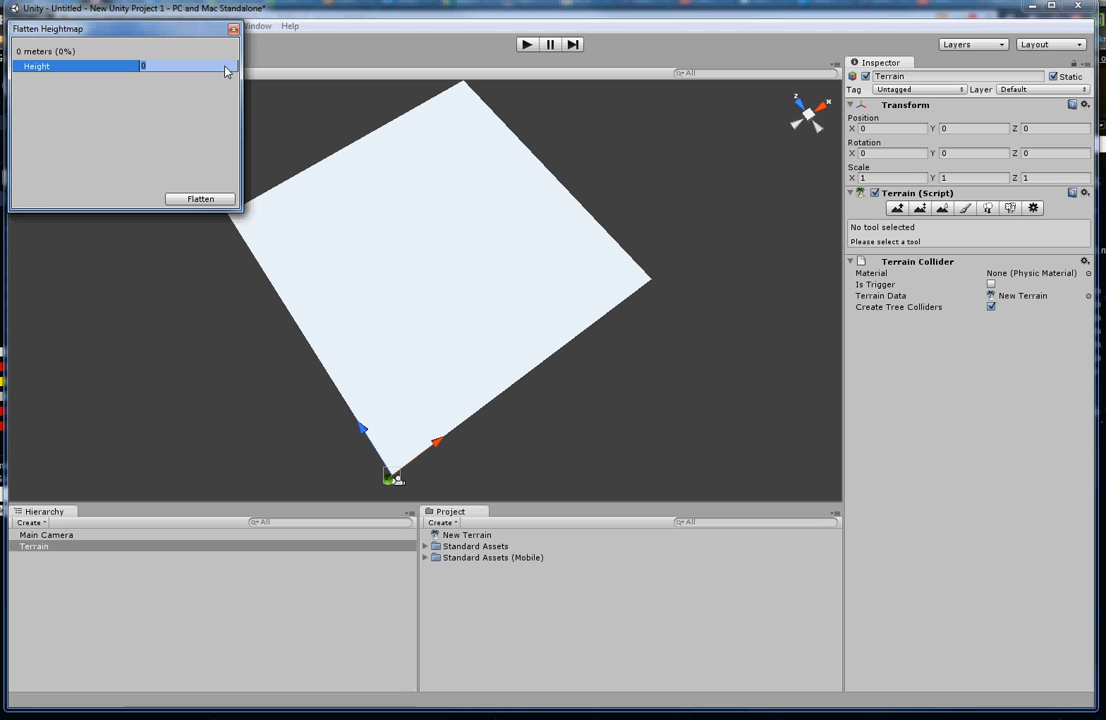 Unity - Untitled - New Unity Project 1 - PC and Mac Standalone*
Flatten Heightmap
Window Help
0 meters (0%)
Height 0
Flatten
Layers Layout
All
z x
Inspector
Terrain Static
Tag Untagged Layer Default
Transform
Position
X 0 Y 0 Z 0
Rotation
X 0 Y 0 Z 0
Scale
X 1 Y 1 Z 1
Terrain (Script)
No tool selected
Please select a tool
Terrain Collider
Material None (Physic Material)
Is Trigger
Terrain Data New Terrain
Create Tree Colliders
Hierarchy
Create All
Main Camera
Terrain
Project
Create All
New Terrain
Standard Assets
Standard Assets (Mobile)